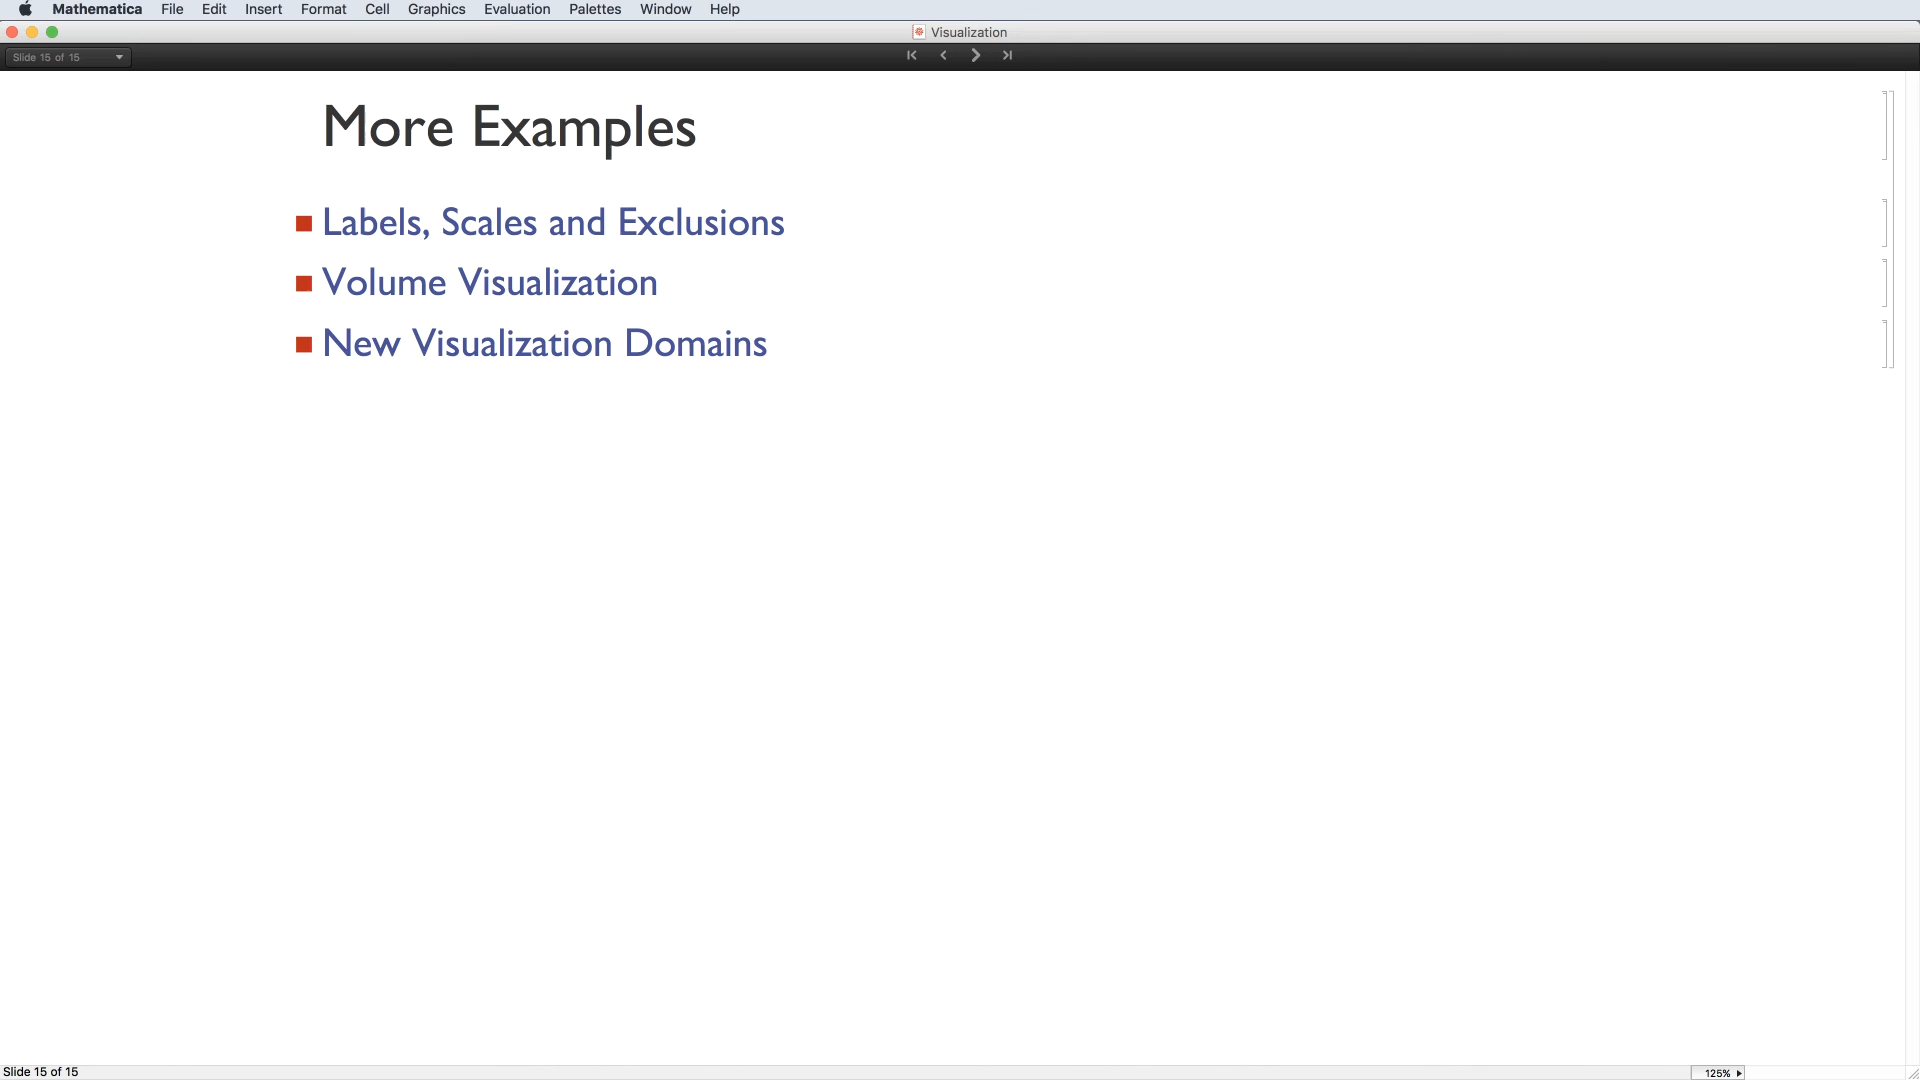 Mathematica File Edit Insert Format Cell Graphics Evaluation Palettes Window Help
Visualization
Slide 15 of 15
More Examples
Labels, Scales and Exclusions
Volume Visualization
New Visualization Domains
Slide 15 of 15
125%